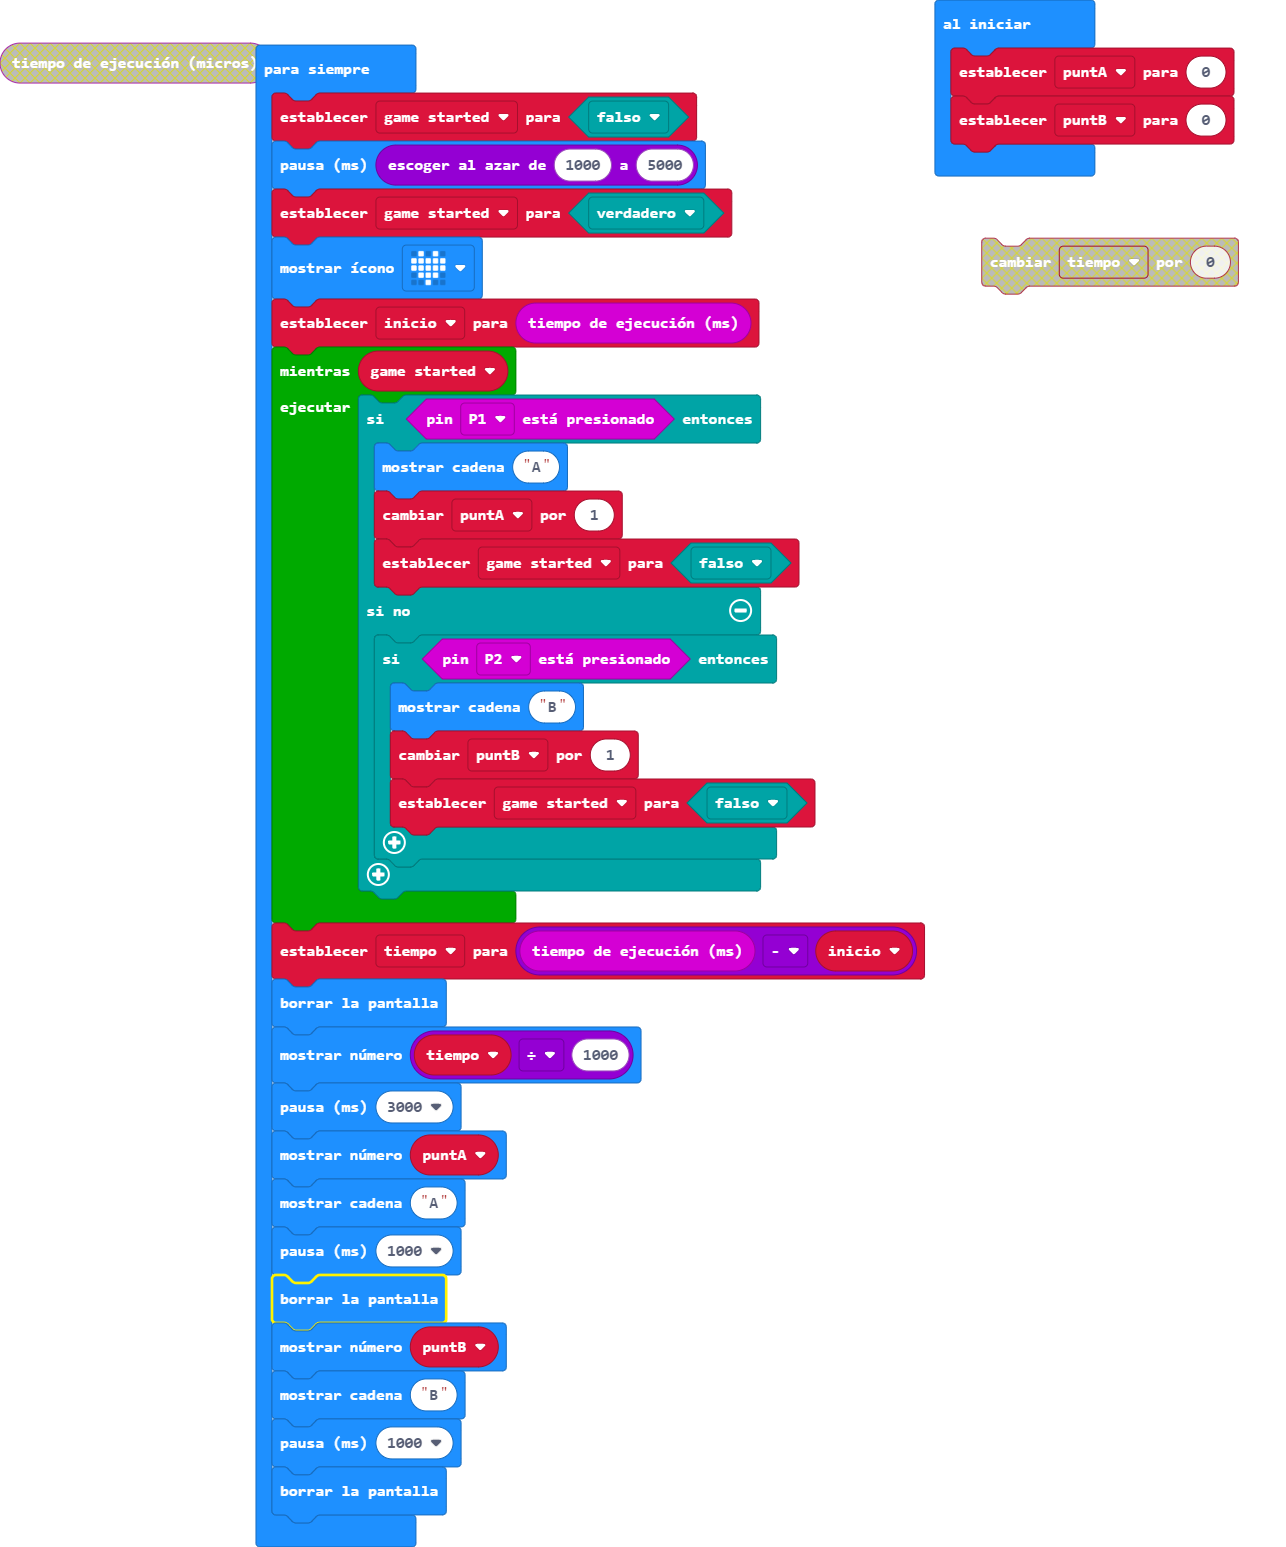 al iniciar
establecer puntA para 0
establecer puntB para 0
tiempo de ejecución (micros)
para siempre
establecer game started para falso
pausa (ms) escoger al azar de 1000 a 5000
establecer game started para verdadero
mostrar ícono
cambiar tiempo por 0
establecer inicio para tiempo de ejecución (ms)
mientras game started
ejecutar
si pin P1 está presionado entonces
mostrar cadena "A"
cambiar puntA por 1
establecer game started para falso
si no
si pin P2 está presionado entonces
mostrar cadena "B"
cambiar puntB por 1
establecer game started para falso
establecer tiempo para tiempo de ejecución (ms) - inicio
borrar la pantalla
mostrar número tiempo ÷ 1000
pausa (ms) 3000
mostrar número puntA
mostrar cadena "A"
pausa (ms) 1000
borrar la pantalla
mostrar número puntB
mostrar cadena "B"
pausa (ms) 1000
borrar la pantalla